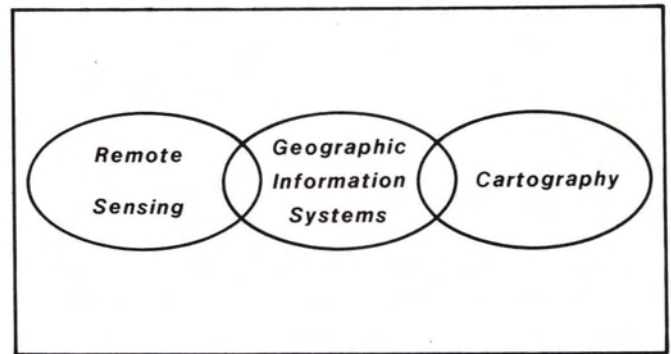 Remote
Sensing
Geographic
Information
Systems
Cartography